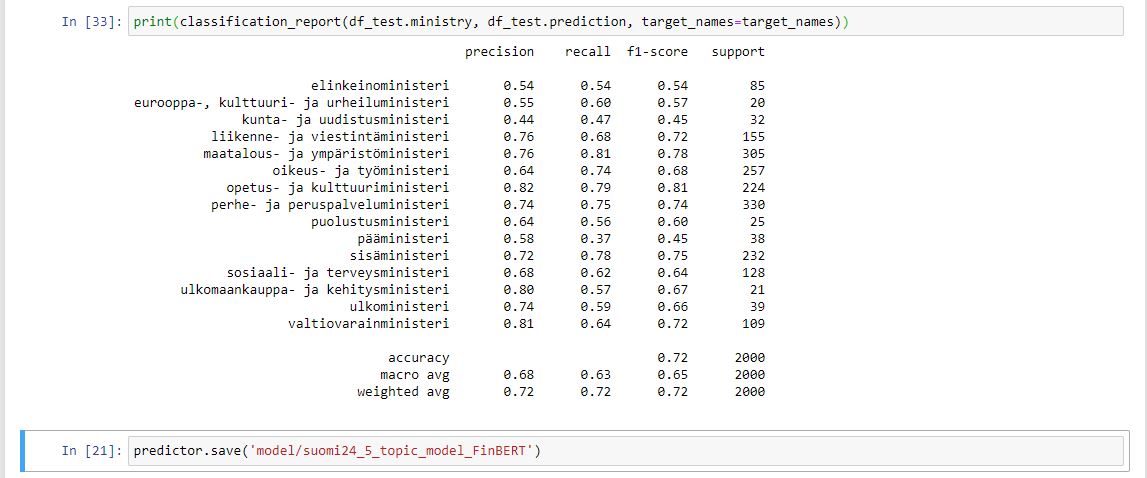 In [33]: print(classification_report(df_test.ministry, df_test.prediction, target_names=target_names))
precision recall f1-score support
elinkeinoministeri 0.54 0.54 0.54 85
eurooppa-, kulttuuri- ja urheiluministeri 0.55 0.60 0.57 20
kunta- ja uudistusministeri 0.44 0.47 0.45 32
liikenne- ja viestintäministeri 0.76 0.68 0.72 155
maatalous- ja ympäristöministeri 0.76 0.81 0.78 305
oikeus- ja työministeri 0.64 0.74 0.68 257
opetus- ja kulttuuriministeri 0.82 0.79 0.81 224
perhe- ja peruspalveluministeri 0.74 0.75 0.74 330
puolustusministeri 0.64 0.56 0.60 25
pääministeri 0.58 0.37 0.45 38
sisäministeri 0.72 0.78 0.75 232
sosiaali- ja terveysministeri 0.68 0.62 0.64 128
ulkomaankauppa- ja kehitysministeri 0.80 0.57 0.67 21
ulkoministeri 0.74 0.59 0.66 39
valtiovarainministeri 0.81 0.64 0.72 109
accuracy 0.72 2000
macro avg 0.68 0.63 0.65 2000
weighted avg 0.72 0.72 0.72 2000
In [21]: predictor.save('model/suomi24_5_topic_model_FinBERT')